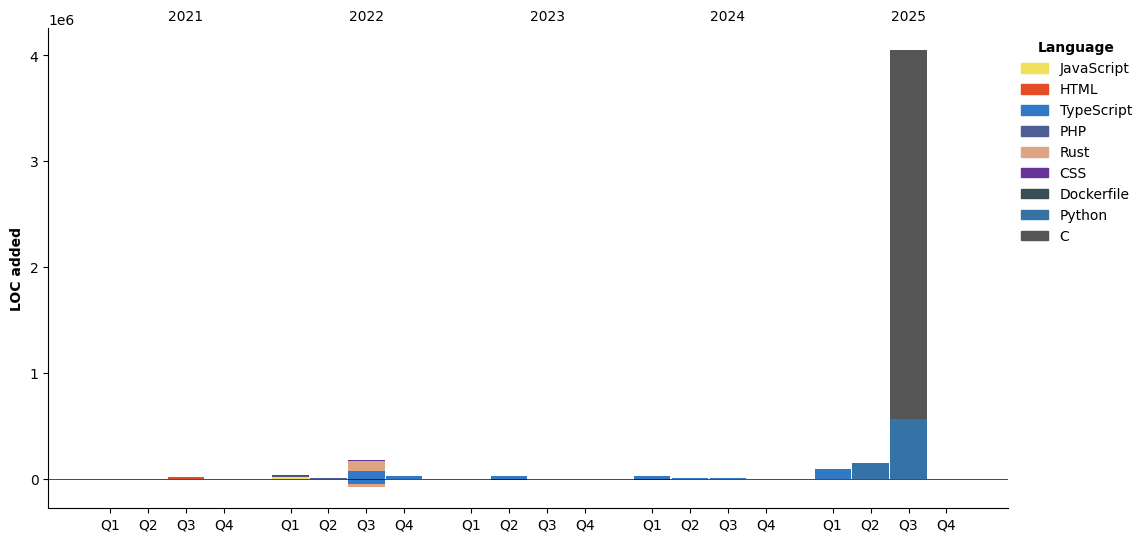 1e6
2021 2022 2023 2024 2025
4
3
2
1
0
LOC added
Q1 Q2 Q3 Q4 Q1 Q2 Q3 Q4 Q1 Q2 Q3 Q4 Q1 Q2 Q3 Q4 Q1 Q2 Q3 Q4
Language
JavaScript
HTML
TypeScript
PHP
Rust
CSS
Dockerfile
Python
C